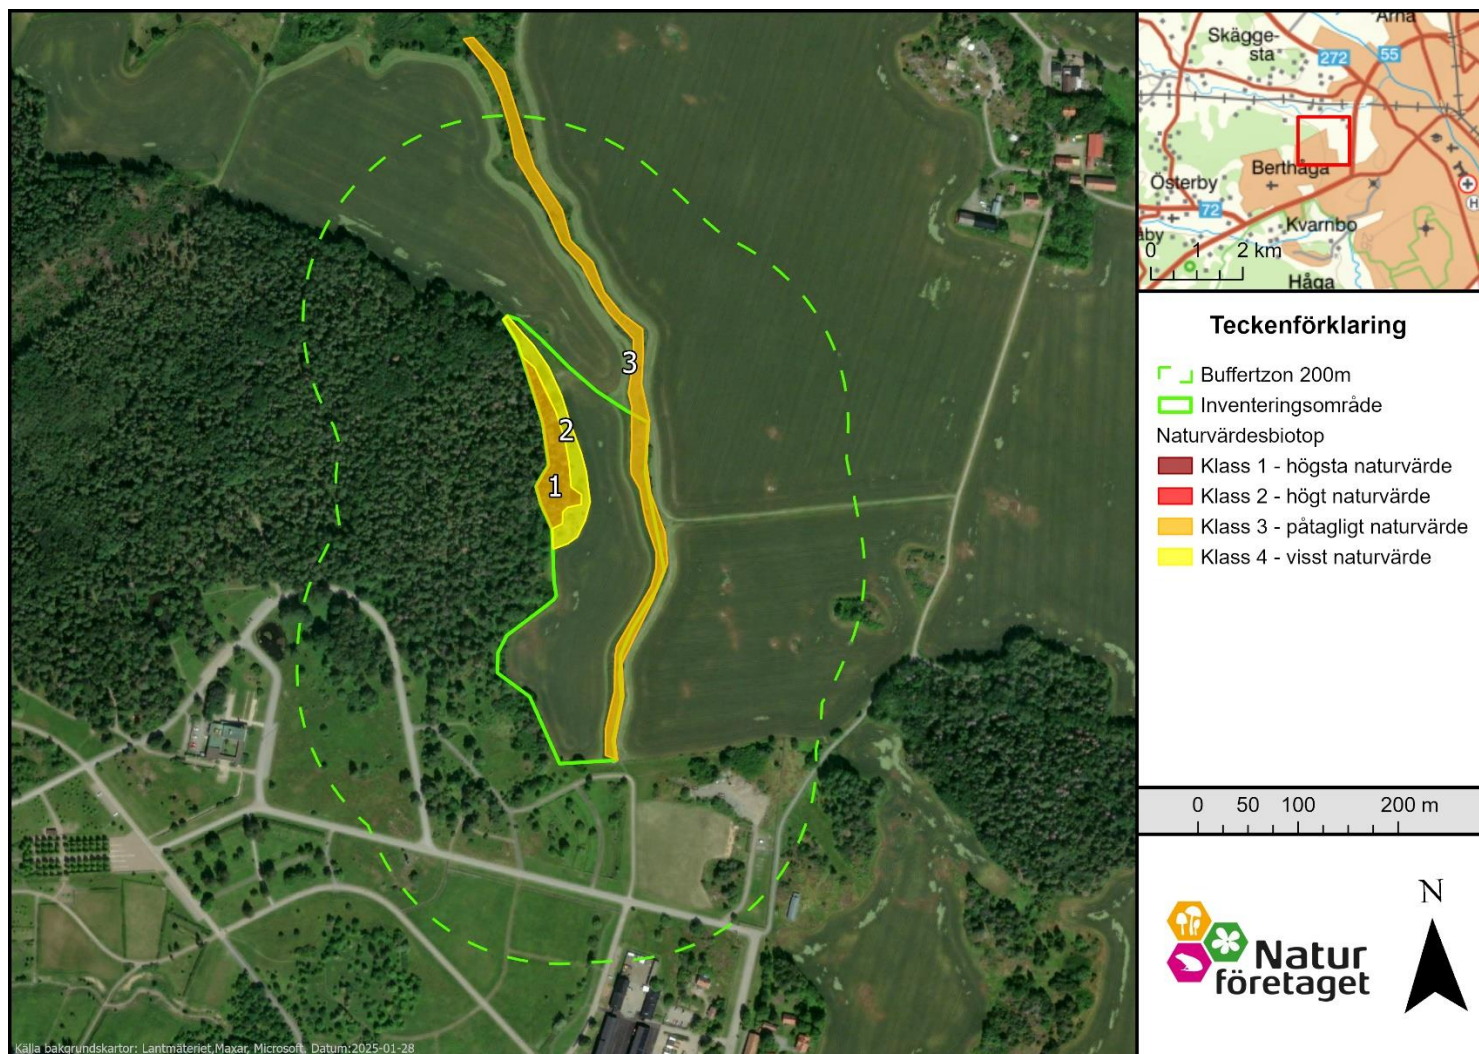 3
2
1
Källa bakgrundskartor: Lantmäteriet,Maxar, Microsoft, Datum:2025-01-28
Arna
Skägge-
sta
272
55
Berthåga
Österby
72
Kvarnbo
åby
H
0 1 2 km
Håga
Teckenförklaring
Buffertzon 200m
Inventeringsområde
Naturvärdesbiotop
Klass 1 - högsta naturvärde
Klass 2 - högt naturvärde
Klass 3 - påtagligt naturvärde
Klass 4 - visst naturvärde
0 50 100 200 m
N
Natur
företaget